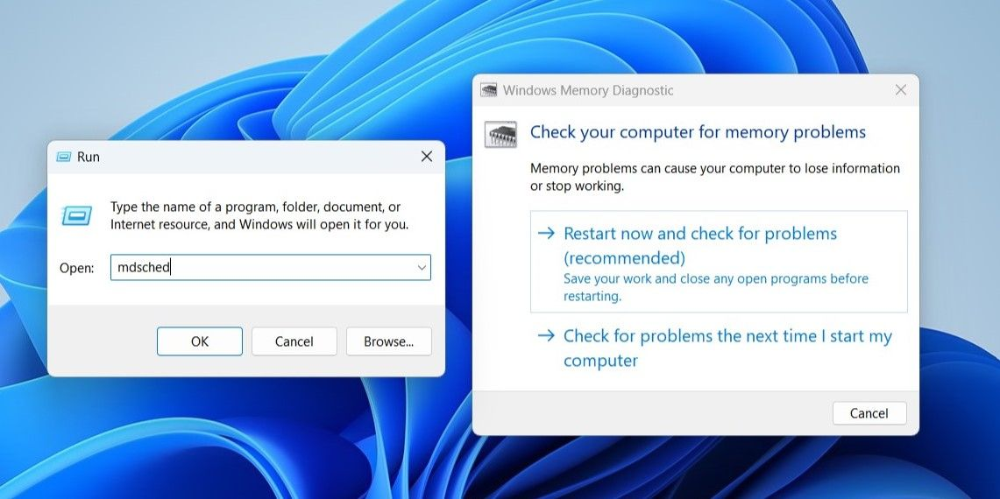 Run
Type the name of a program, folder, document, or
Internet resource, and Windows will open it for you.
Open: mdsched
OK Cancel Browse...
Windows Memory Diagnostic
Check your computer for memory problems
Memory problems can cause your computer to lose information
or stop working.
Restart now and check for problems
(recommended)
Save your work and close any open programs before
restarting.
Check for problems the next time I start my
computer
Cancel